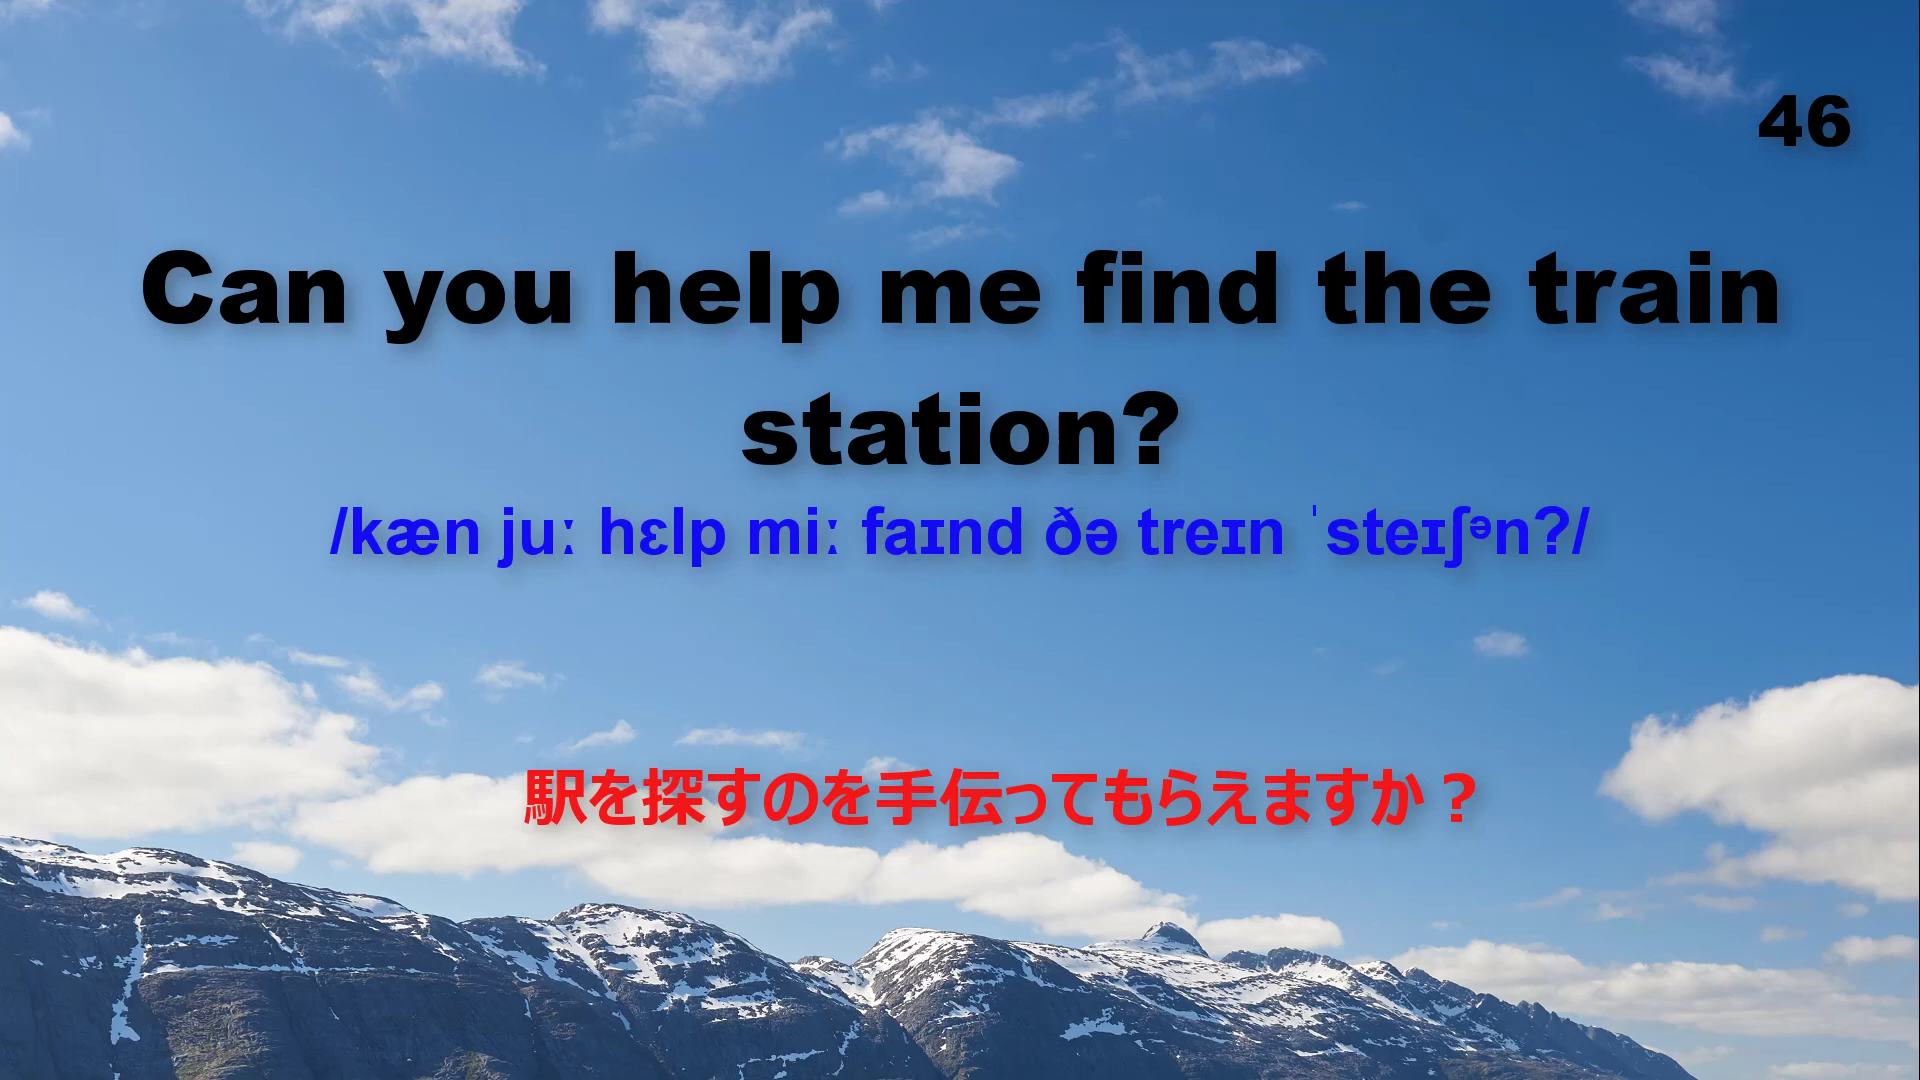 46
Can you help me find the train
station?
/kæn juː hɛlp miː faɪnd ðə treɪn ˈsteɪʃᵊn?/
駅を探すのを手伝ってもらえますか？